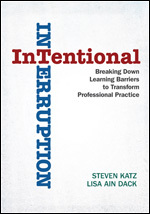 InTentional
INTERRUPTION
Breaking Down
Learning Barriers
to Transform
Professional Practice
STEVEN KATZ
LISA AIN DACK